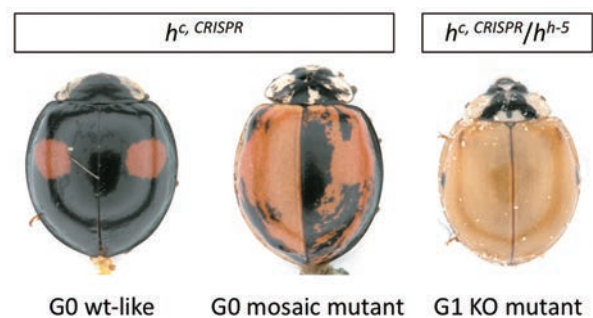 h^c, CRISPR
h^c, CRISPR/h^h-5
G0 wt-like
G0 mosaic mutant
G1 KO mutant